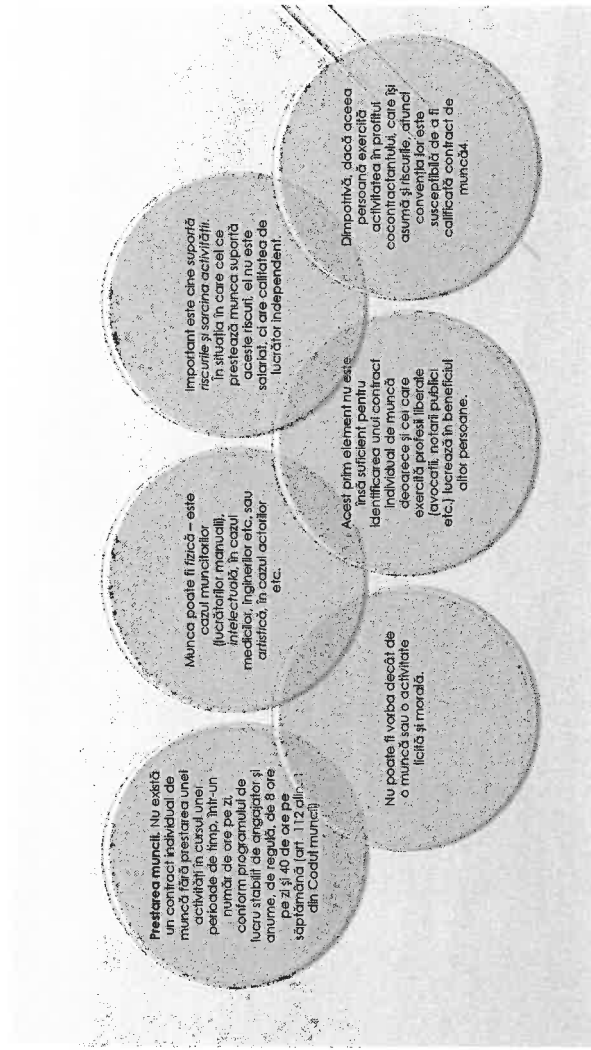 Prestarea muncii. Nu există
un contract individual de
muncă fără prestarea unei
activități în cursul unei
perioade de timp, într-un
număr de ore pe zi,
conform programului de
lucru stabilit de angajator și
anume, de regulă, de 8 ore
pe zi și 40 de ore pe
săptămână (art. 112 alin. 1
din Codul muncii)
Nu poate fi vorba decât de
o muncă sau o activitate
licită și morală.
Munca poate fi fizică – este
cazul muncitorilor
(lucrătorilor manuali),
intelectuală, în cazul
medicilor, inginerilor etc, sau
artistică, în cazul actorilor
etc.
Acest prim element nu este
însă suficient pentru
identificarea unui contract
individual de muncă
deoarece și cei care
exercită profesii liberale
(avocații, notarii publici
etc.) lucrează în beneficiul
altor persoane.
Important este cine suportă
riscurile și sarcina activității.
În situația în care cel ce
prestează munca suportă
aceste riscuri, el nu este
salariat, ci are calitatea de
lucrător independent.
Dimpotrivă, dacă aceea
persoană exercită
activitatea în profitul
cocontractantului, care își
asumă și riscurile, atunci
convenția lor este
susceptibilă de a fi
calificată contract de
muncă4.